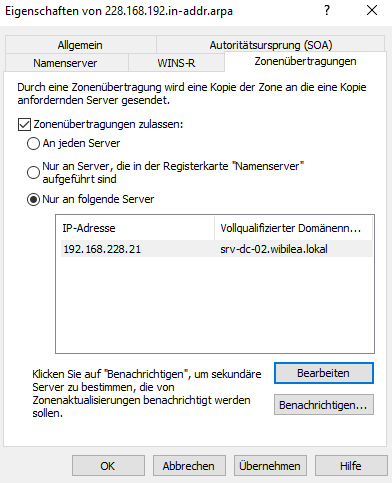 Eigenschaften von 228.168.192.in-addr.arpa
Allgemein
Autoritätsursprung (SOA)
Namenserver
WINS-R
Zonenübertragungen
Durch eine Zonenübertragung wird eine Kopie der Zone an die eine Kopie
anfordnden Server gesendet.
Zonenübertragungen zulassen:
An jeden Server
Nur an Server, die in der Registerkarte "Namenserver"
aufgeführt sind
Nur an folgende Server
IP-Adresse
Vollqualifizierter Domänenn...
192.168.228.21
srv-dc-02.wibilea.lokal
Klicken Sie auf "Benachrichtigen", um sekundäre
Server zu bestimmen, die von
Zonenaktualisierungen benachrichtigt werden
sollen.
Bearbeiten
Benachrichtigen...
OK
Abbrechen
Übernehmen
Hilfe